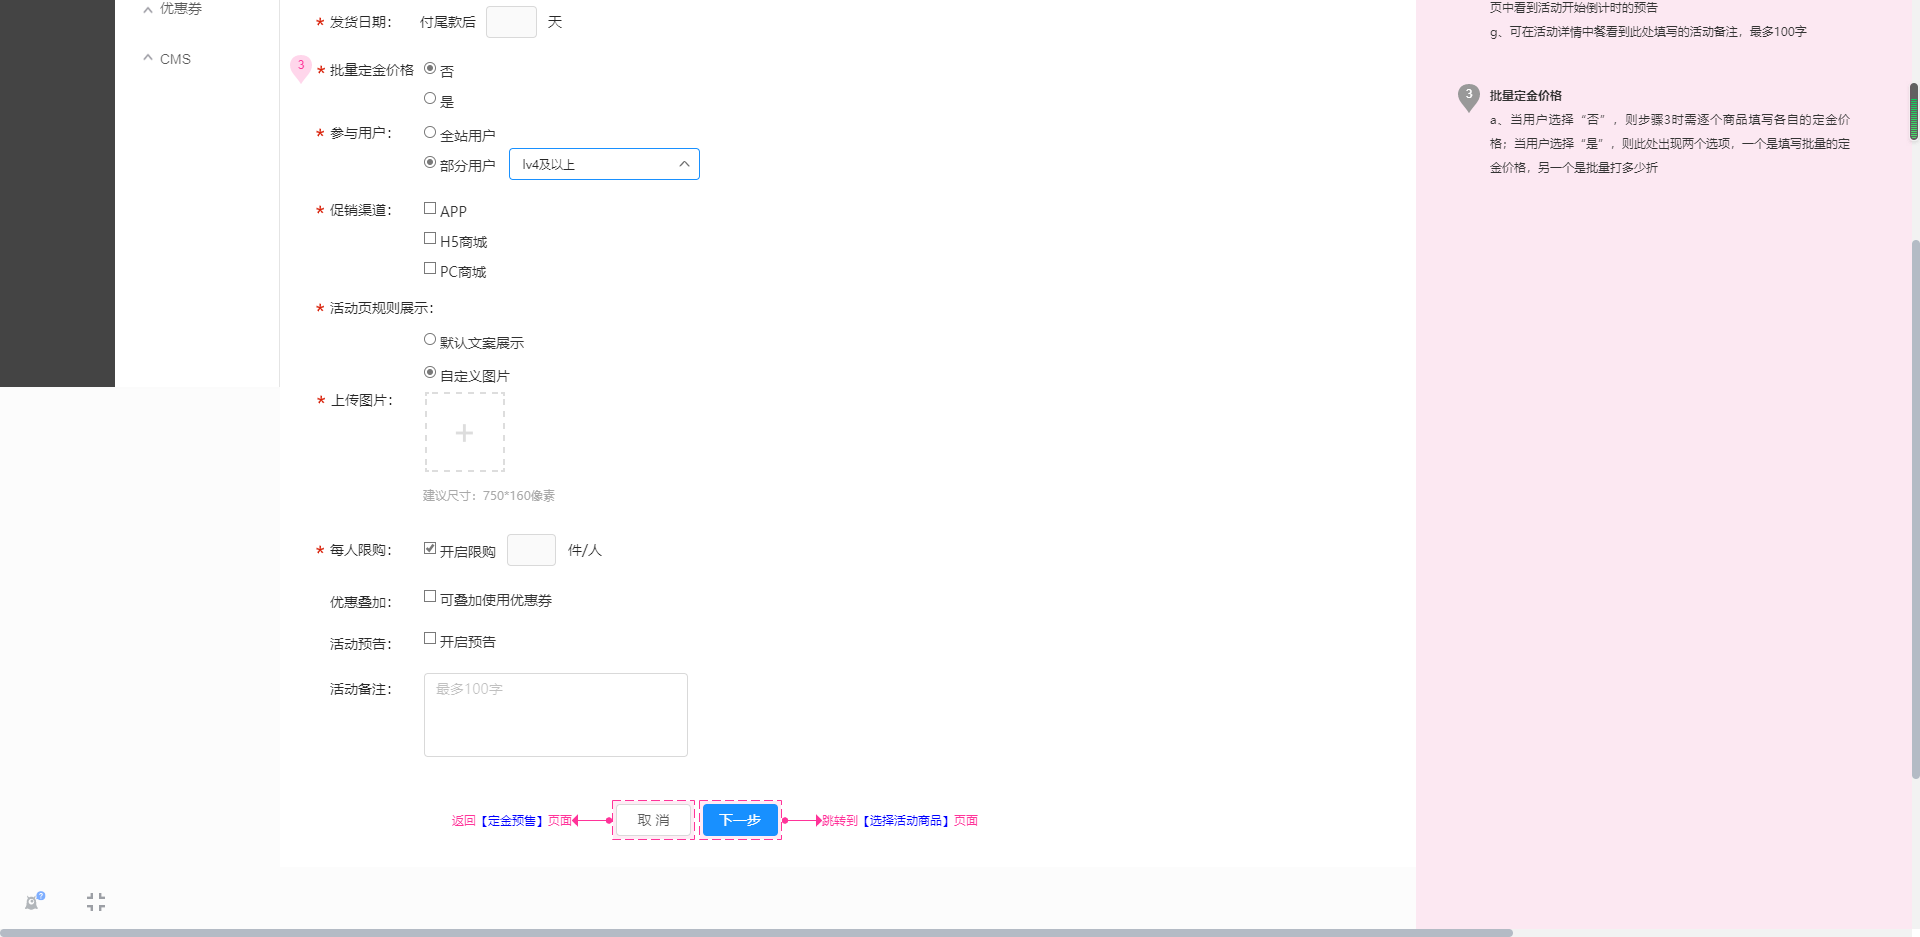 优惠券
CMS
* 发货日期： 付尾款后 天
3 * 批量定金价格 否
是
* 参与用户： 全站用户
部分用户 lv4及以上
* 促销渠道： APP
H5商城
PC商城
* 活动页规则展示：
默认文案展示
自定义图片
* 上传图片：
+
建议尺寸：750*160像素
* 每人限购： 开启限购 件/人
优惠叠加： 可叠加使用优惠券
活动预告： 开启预告
活动备注： 最多100字
返回【定金预售】页面 取 消 下一步 跳转到【选择活动商品】页面
?
页中看到活动开始倒计时的预告
g、可在活动详情中餐看到此处填写的活动备注，最多100字
3 批量定金价格
a、当用户选择“否”，则步骤3时需逐个商品填写各自的定金价
格；当用户选择“是”，则此处出现两个选项，一个是填写批量的定
金价格，另一个是批量打多少折